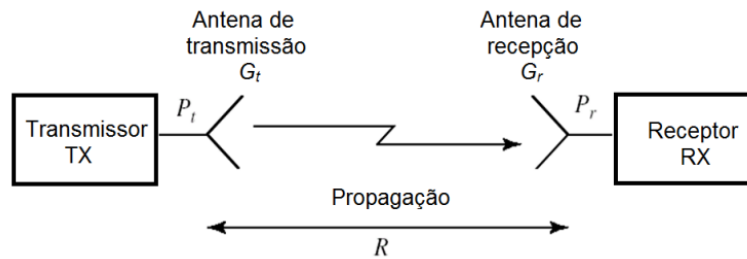 Antena de
transmissão
G_t
Antena de
recepção
G_r
Transmissor
TX
P_t
P_r
Receptor
RX
Propagação
R